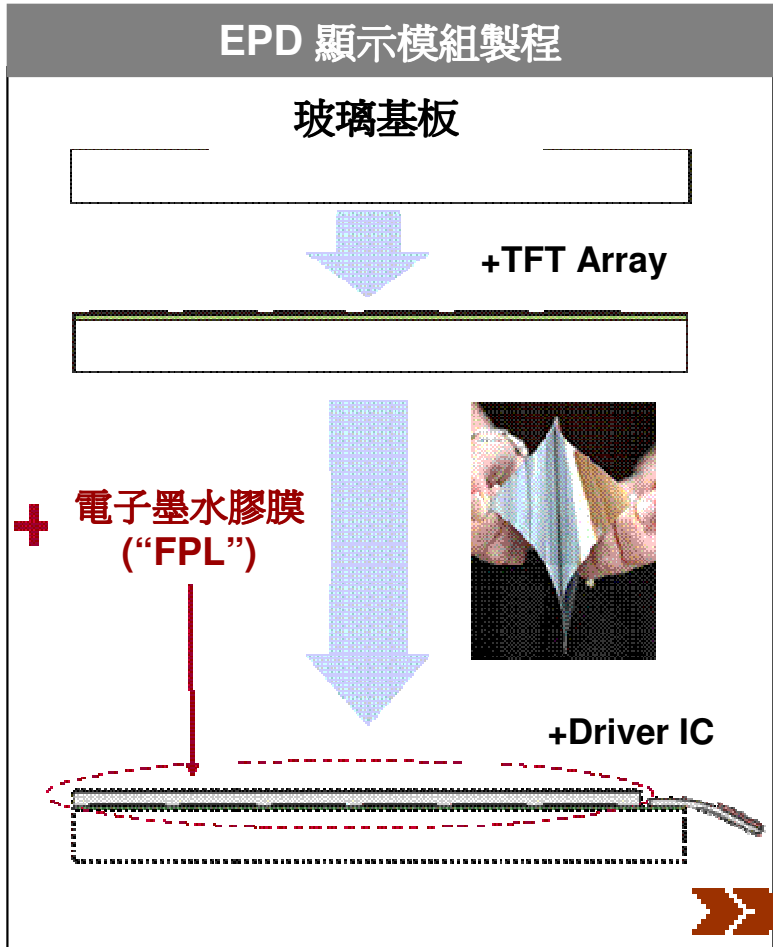 EPD 顯示模組製程
玻璃基板
+TFT Array
+ 電子墨水膠膜
(“FPL”)
+Driver IC